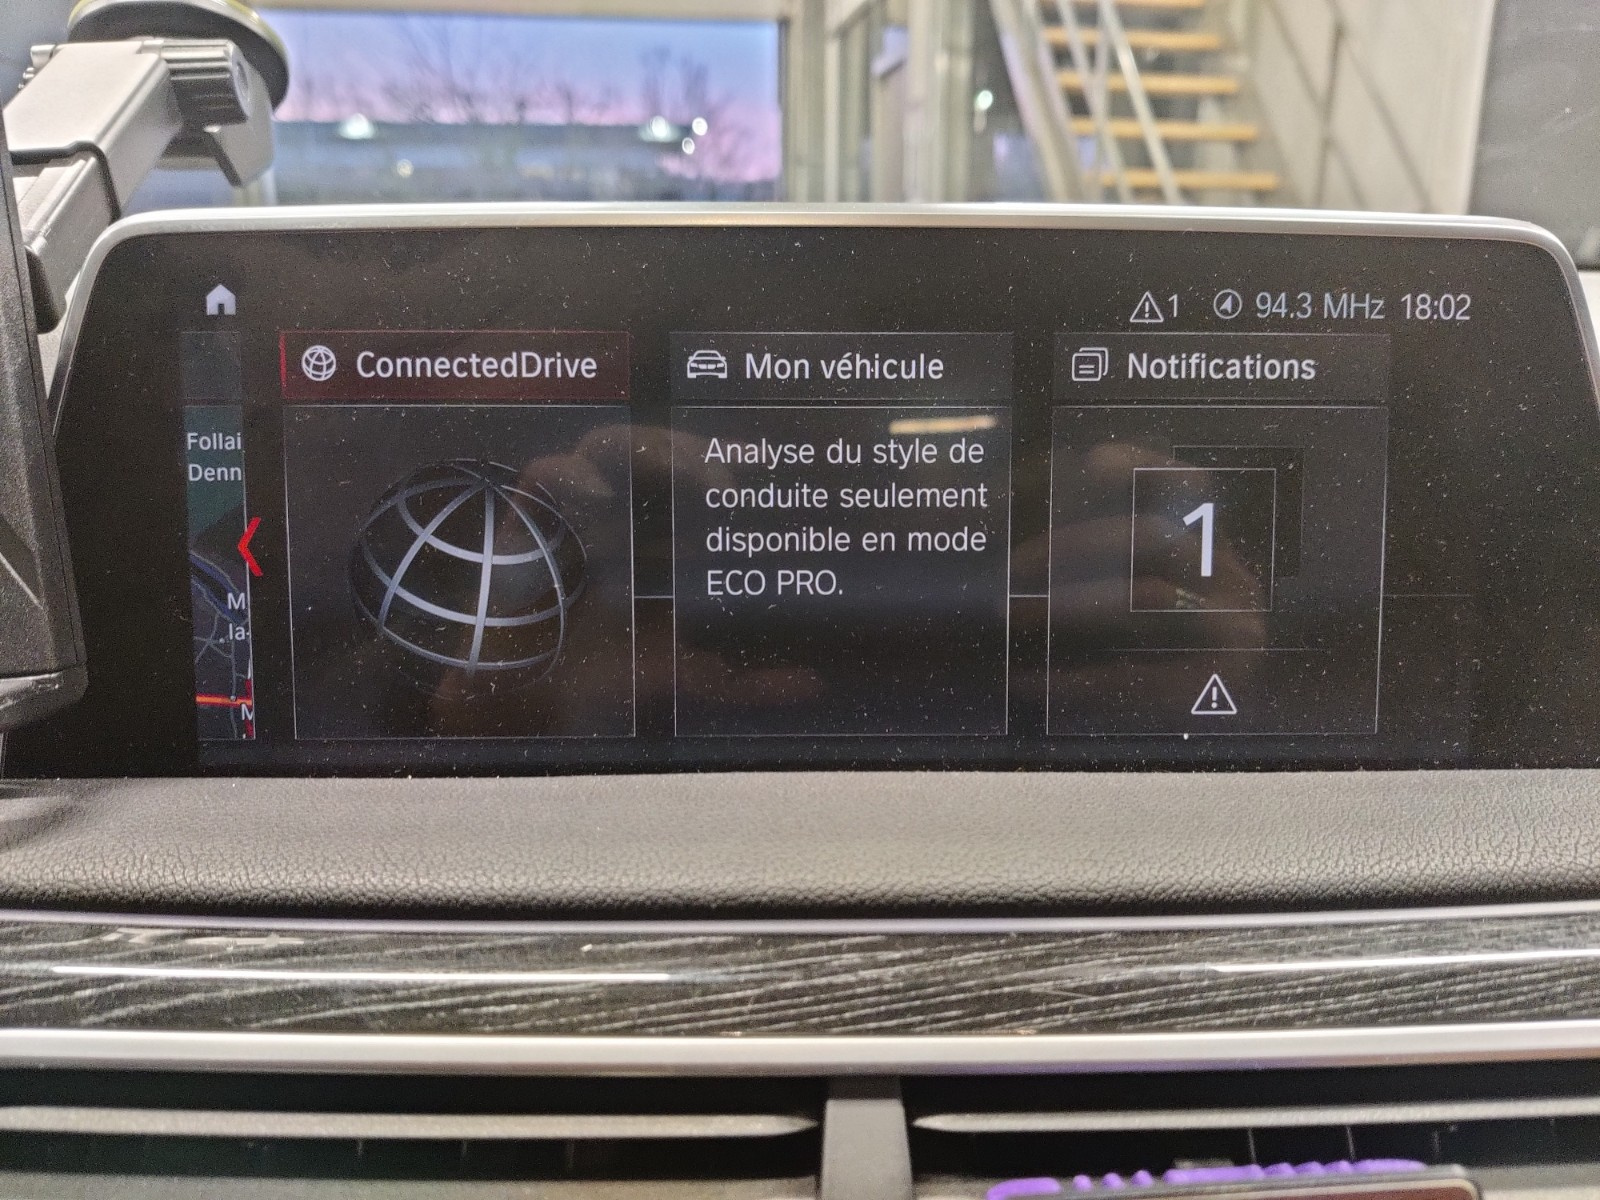 1 94.3 MHz 18:02
ConnectedDrive
Mon véhicule
Notifications
Follai
Denn
M
la-
M
Analyse du style de
conduite seulement
disponible en mode
ECO PRO.
1